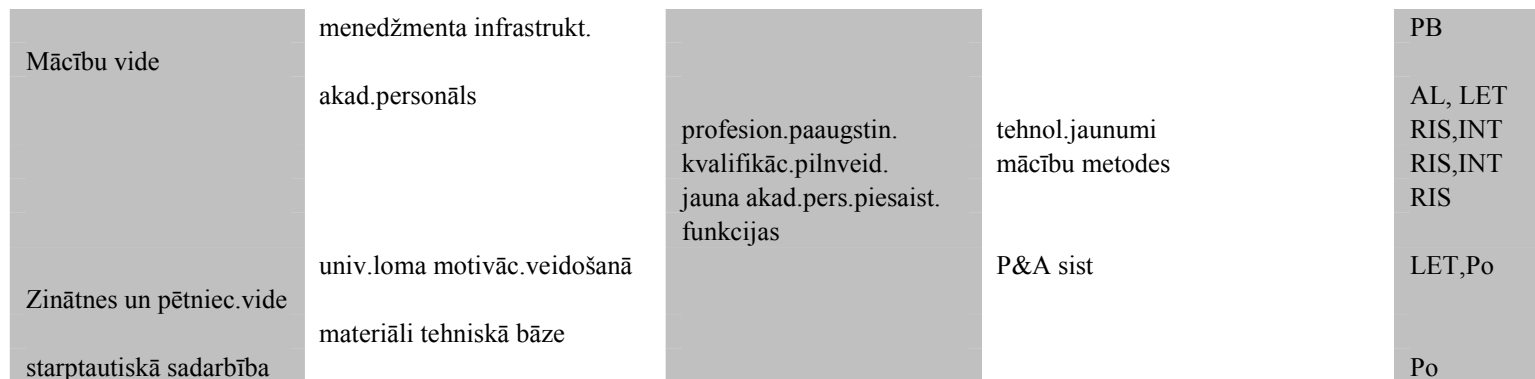 menedžmenta infrastrukt. PB
Mācību vide
akad.personāls AL, LET
profesion.paaugstin. tehnol.jaunumi RIS,INT
kvalifikāc.pilnveid. mācību metodes RIS,INT
jauna akad.pers.piesaist. RIS
funkcijas
univ.loma motivāc.veidošanā P&A sist LET,Po
Zinātnes un pētniec.vide
materiāli tehniskā bāze
starptautiskā sadarbība Po